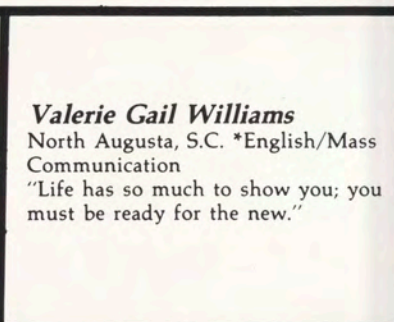 Valerie Gail Williams
North Augusta, S.C. *English/Mass
Communication
"Life has so much to show you; you
must be ready for the new."